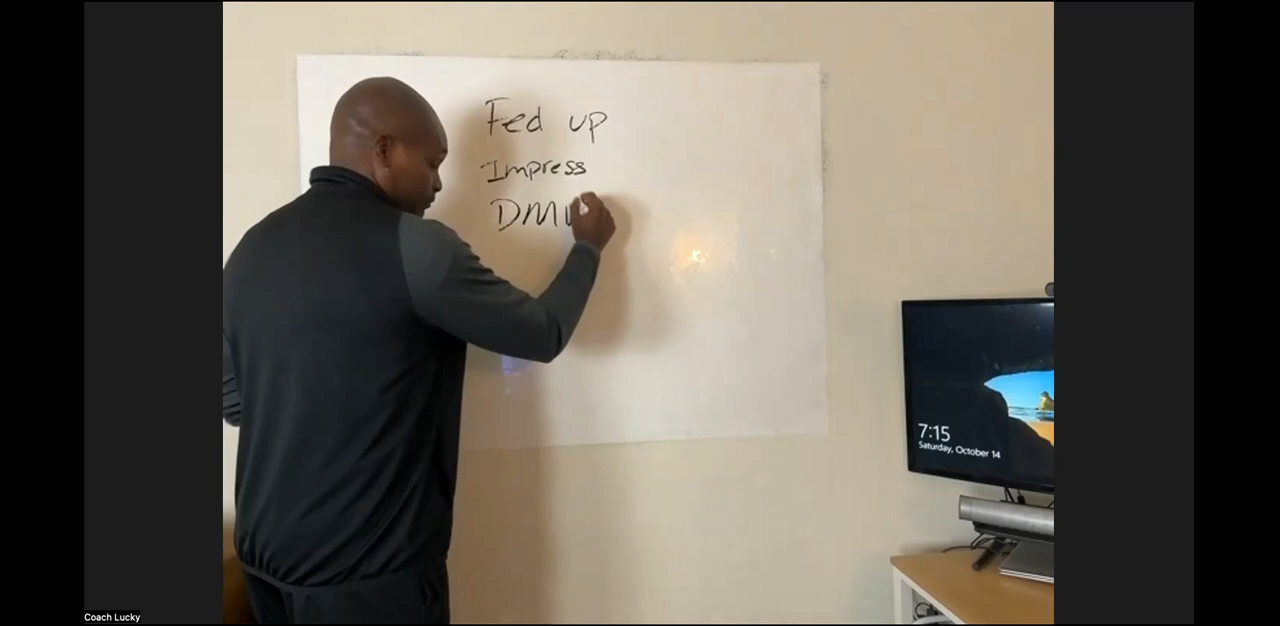 Fed up
Impress
DM
7:15
Saturday, October 14
Coach Lucky